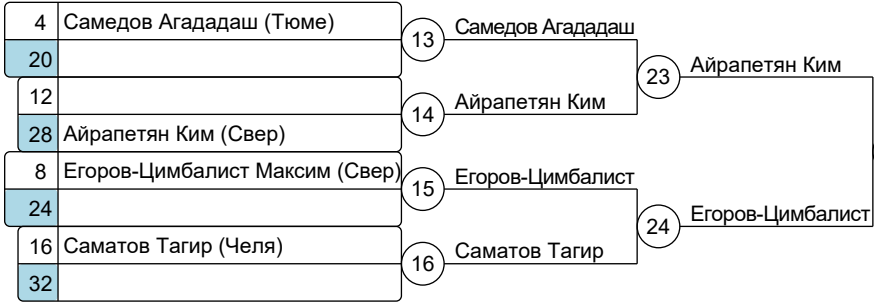 4 Самедов Агададаш (Тюме)
20
13 Самедов Агададаш
12
28 Айрапетян Ким (Свер)
14 Айрапетян Ким
23 Айрапетян Ким
8 Егоров-Цимбалист Максим (Свер)
24
15 Егоров-Цимбалист
16 Саматов Тагир (Челя)
32
16 Саматов Тагир
24 Егоров-Цимбалист